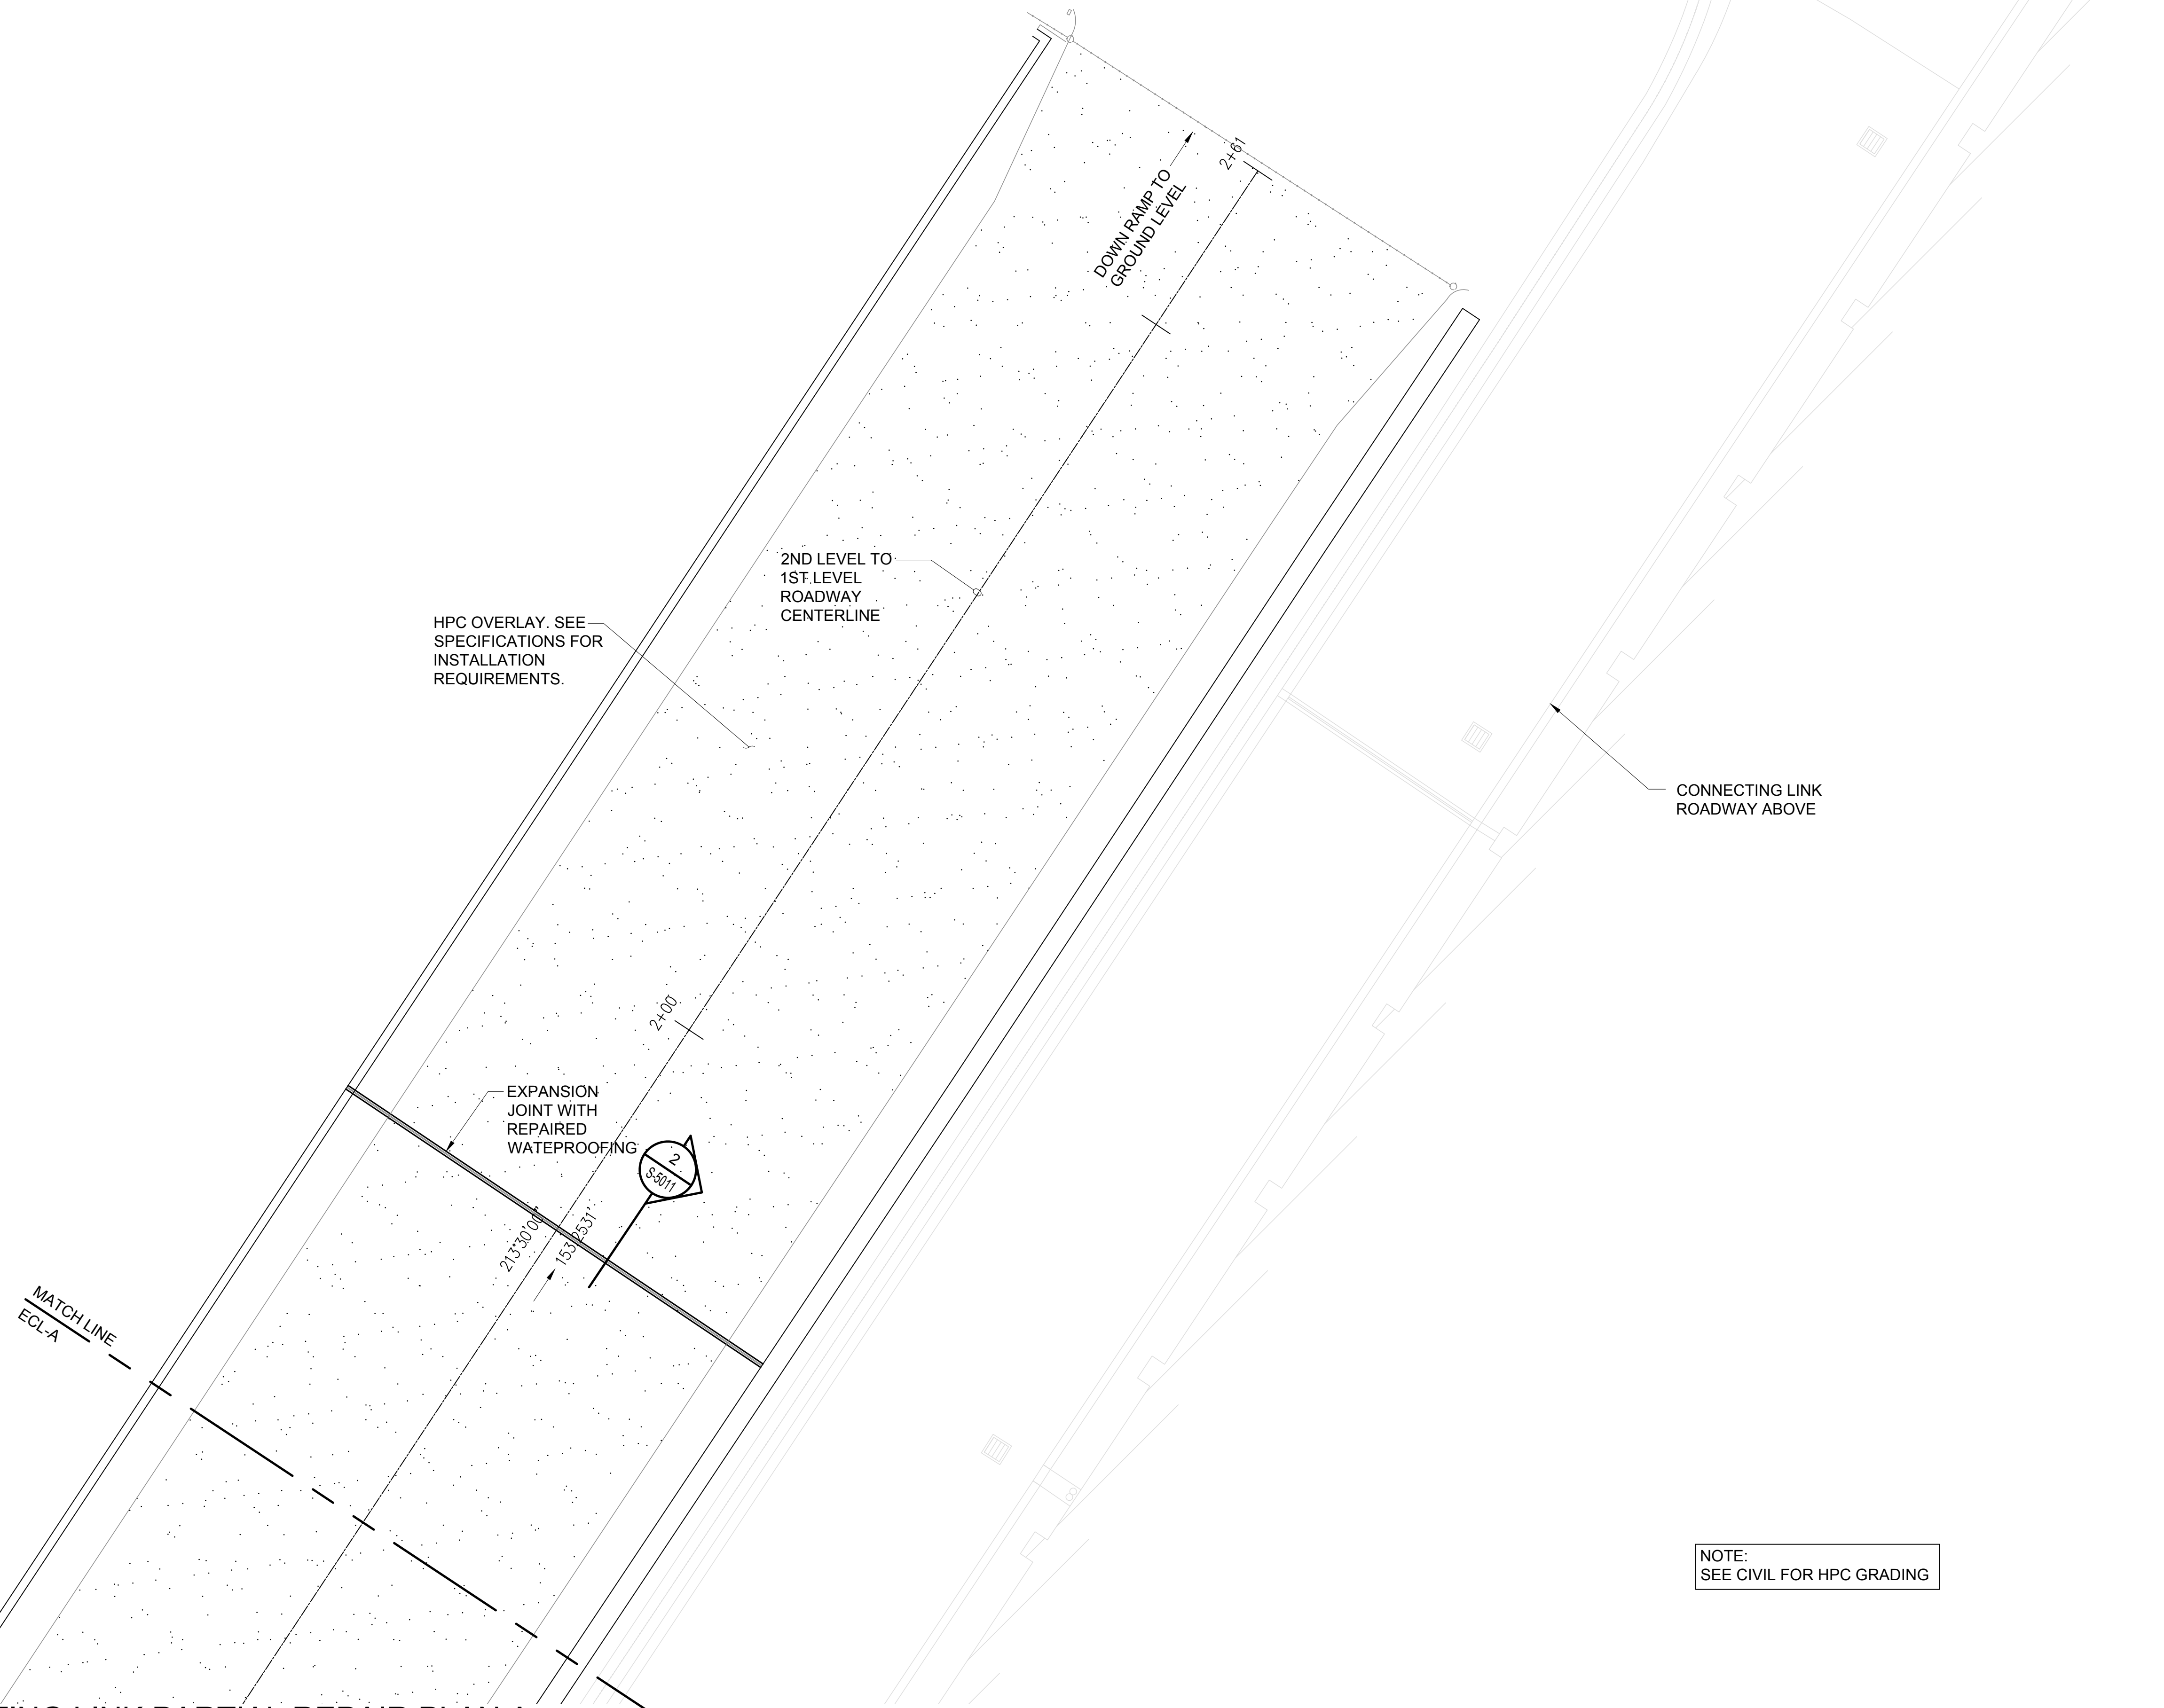 2+61
DOWN RAMP TO
GROUND LEVEL
2ND LEVEL TO
1ST LEVEL
ROADWAY
CENTERLINE
HPC OVERLAY. SEE
SPECIFICATIONS FOR
INSTALLATION
REQUIREMENTS.
CONNECTING LINK
ROADWAY ABOVE
2+00
EXPANSION
JOINT WITH
REPAIRED
WATEPROOFING
2
S-5011
213°30'00"
153.2531'
MATCH LINE
ECL-A
NOTE:
SEE CIVIL FOR HPC GRADING